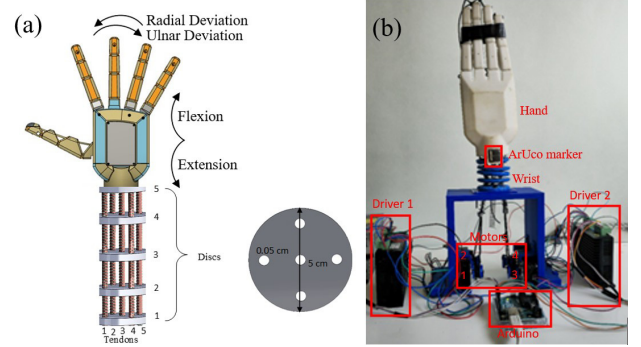 (a)
Radial Deviation
Ulnar Deviation
Flexion
Extension
5
4
3
2
1
Discs
1 2 3 4 5
Tendons
0.05 cm
5 cm
(b)
Hand
ArUco marker
Wrist
Driver 1
Driver 2
Motors
2 4
1 3
Arduino